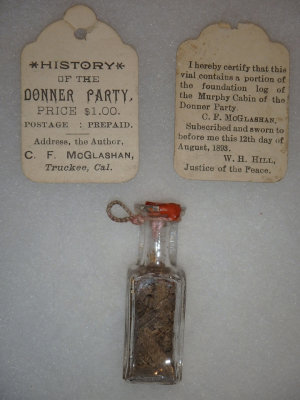 *HISTORY*
OF THE
DONNER PARTY.
PRICE $1.00.
POSTAGE : PREPAID.
Address, the Author,
C. F. McGLASHAN,
Truckee, Cal.
I hereby certify that this
vial contains a portion of
the foundation log of
the Murphy Cabin of the
Donner Party
C. F. McGLASHAN.
Subscribed and sworn to
before me this 12th day of
August, 1893.
W. H. HILL,
Justice of the Peace.